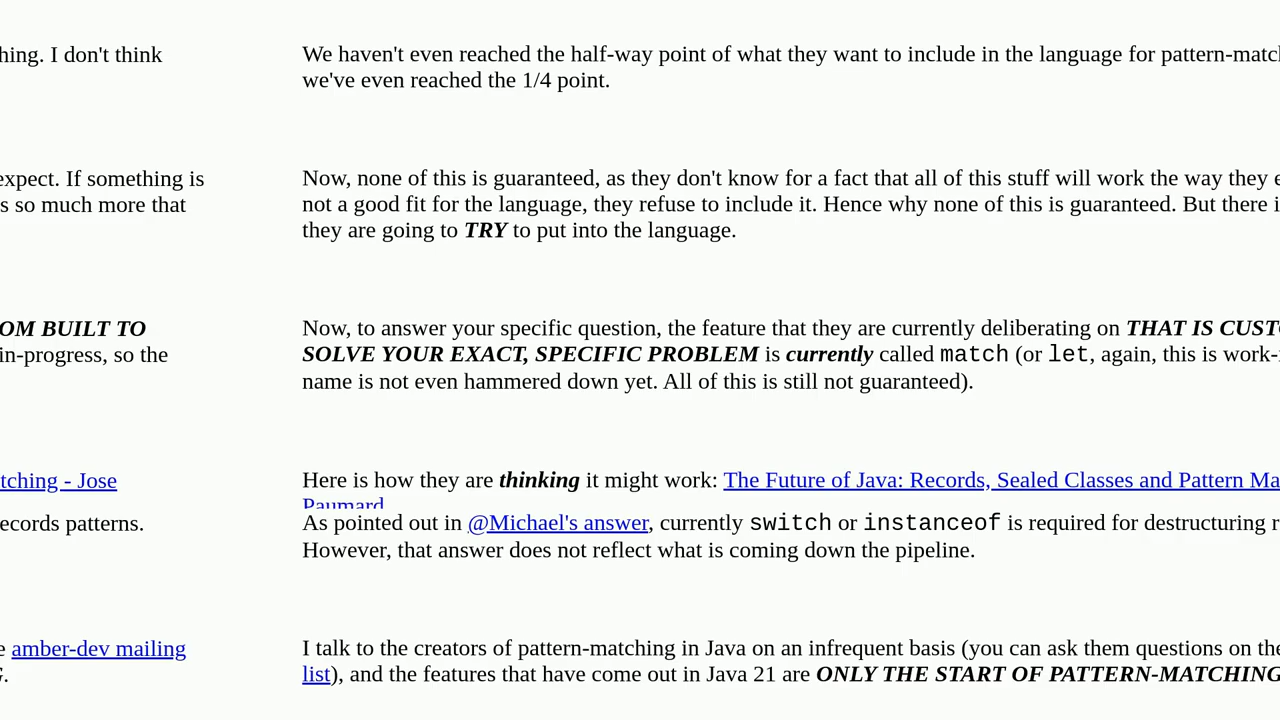 hing. I don't think
expect. If something is
s so much more that
OM BUILT TO
in-progress, so the
tching - Jose
ecords patterns.
e amber-dev mailing
G.
We haven't even reached the half-way point of what they want to include in the language for pattern-matc
we've even reached the 1/4 point.
Now, none of this is guaranteed, as they don't know for a fact that all of this stuff will work the way they e
not a good fit for the language, they refuse to include it. Hence why none of this is guaranteed. But there i
they are going to TRY to put into the language.
Now, to answer your specific question, the feature that they are currently deliberating on THAT IS CUST
SOLVE YOUR EXACT, SPECIFIC PROBLEM is currently called match (or let, again, this is work-
name is not even hammered down yet. All of this is still not guaranteed).
Here is how they are thinking it might work: The Future of Java: Records, Sealed Classes and Pattern Ma
Paumard
As pointed out in @Michael's answer, currently switch or instanceof is required for destructuring r
However, that answer does not reflect what is coming down the pipeline.
I talk to the creators of pattern-matching in Java on an infrequent basis (you can ask them questions on the
list), and the features that have come out in Java 21 are ONLY THE START OF PATTERN-MATCHING